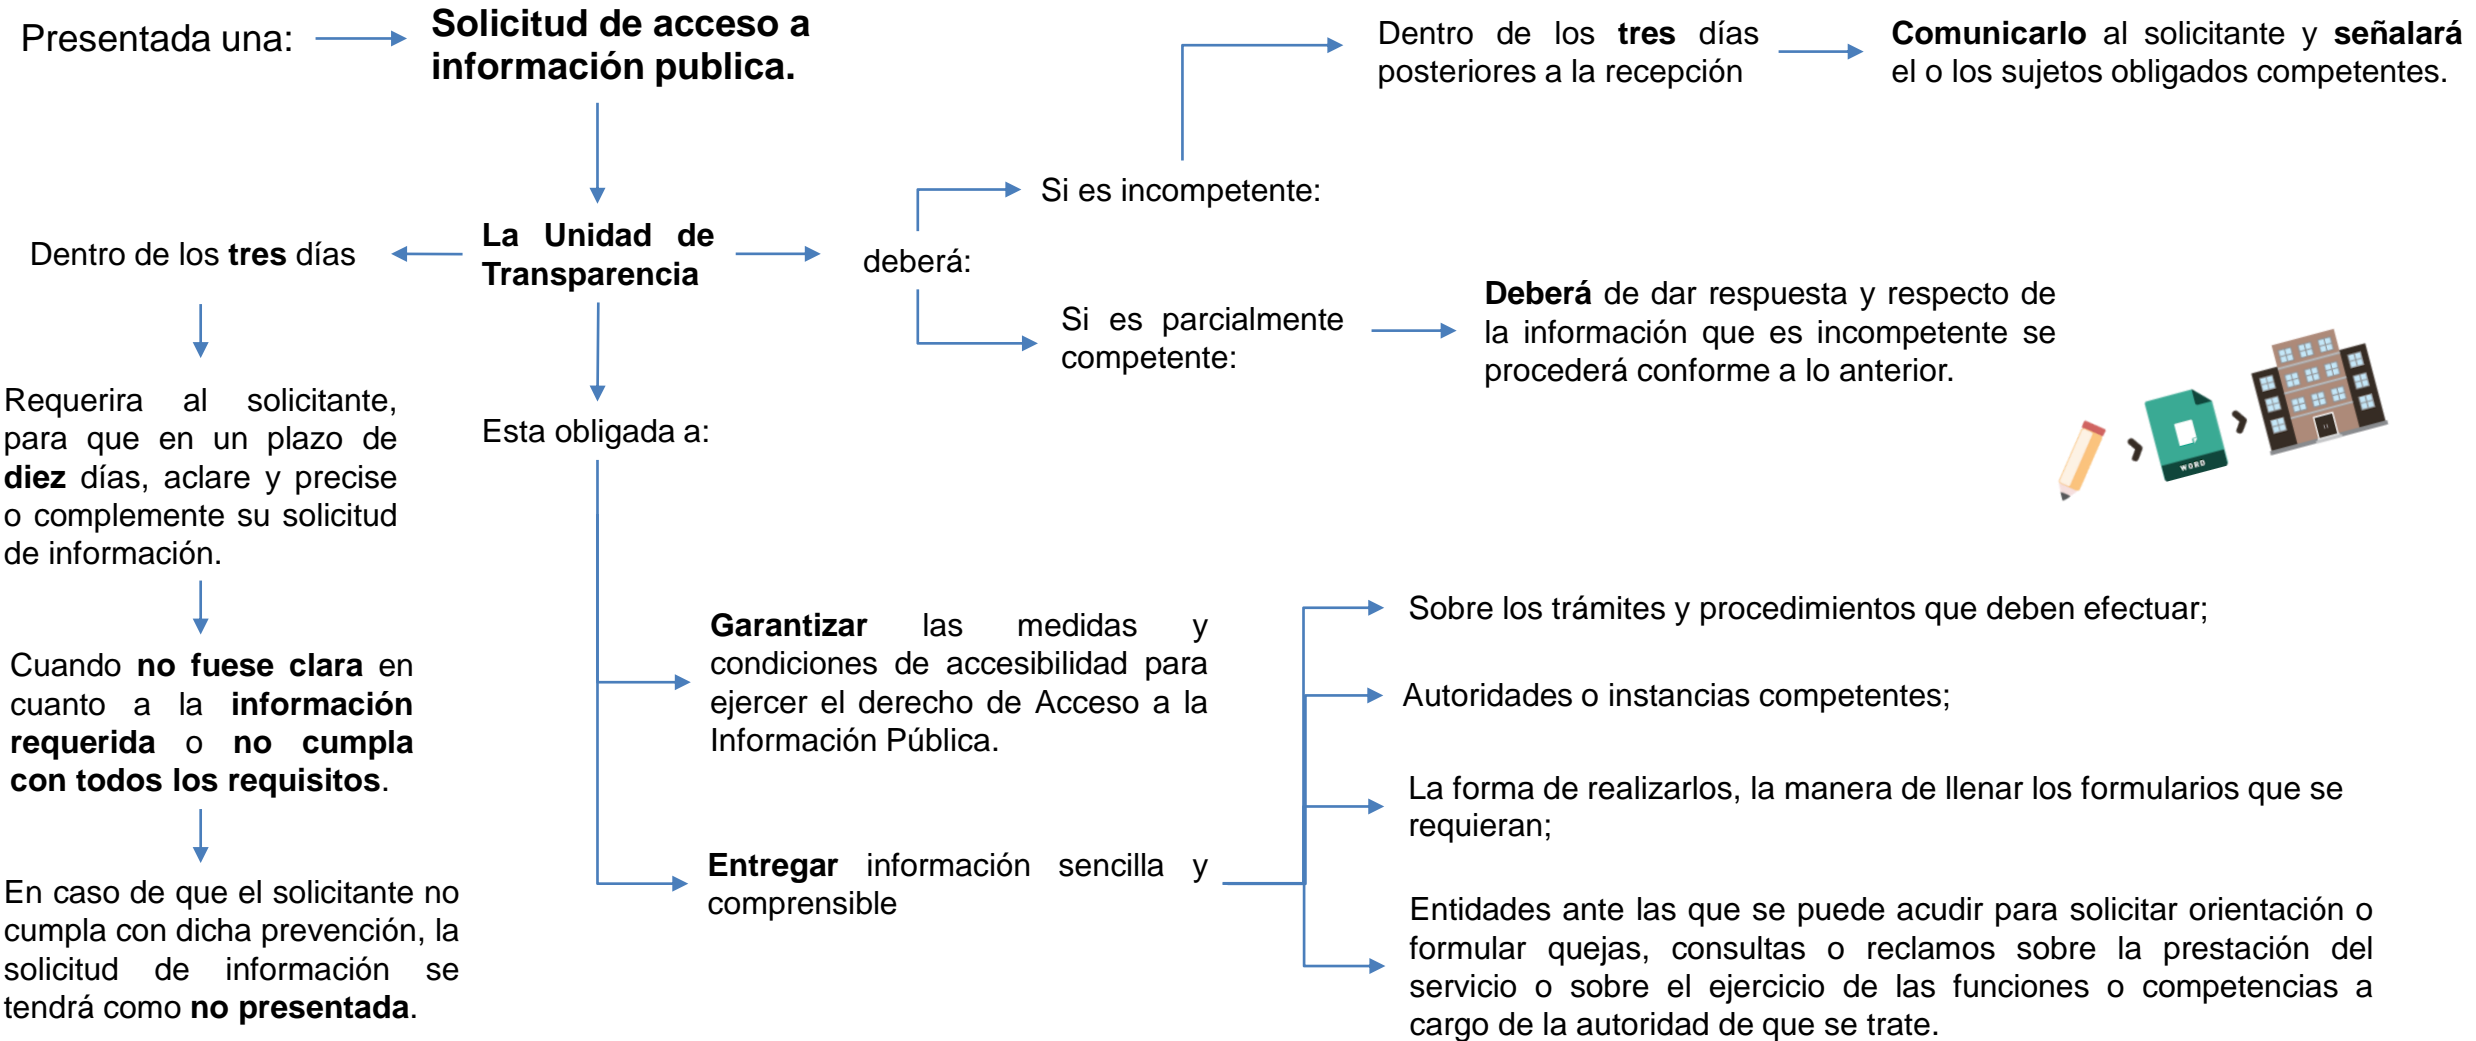 Presentada una:
Solicitud de acceso a
información publica.
Dentro de los tres días
posteriores a la recepción
Comunicarlo al solicitante y señalará
el o los sujetos obligados competentes.
Si es incompetente:
La Unidad de
Transparencia
Dentro de los tres días
deberá:
Si es parcialmente
competente:
Deberá de dar respuesta y respecto de
la información que es incompetente se
procederá conforme a lo anterior.
Requerira al solicitante,
para que en un plazo de
diez días, aclare y precise
o complemente su solicitud
de información.
Esta obligada a:
WORD
Cuando no fuese clara en
cuanto a la información
requerida o no cumpla
con todos los requisitos.
En caso de que el solicitante no
cumpla con dicha prevención, la
solicitud de información se
tendrá como no presentada.
Garantizar las medidas y
condiciones de accesibilidad para
ejercer el derecho de Acceso a la
Información Pública.
Entregar información sencilla y
comprensible
Sobre los trámites y procedimientos que deben efectuar;
Autoridades o instancias competentes;
La forma de realizarlos, la manera de llenar los formularios que se
requieran;
Entidades ante las que se puede acudir para solicitar orientación o
formular quejas, consultas o reclamos sobre la prestación del
servicio o sobre el ejercicio de las funciones o competencias a
cargo de la autoridad de que se trate.